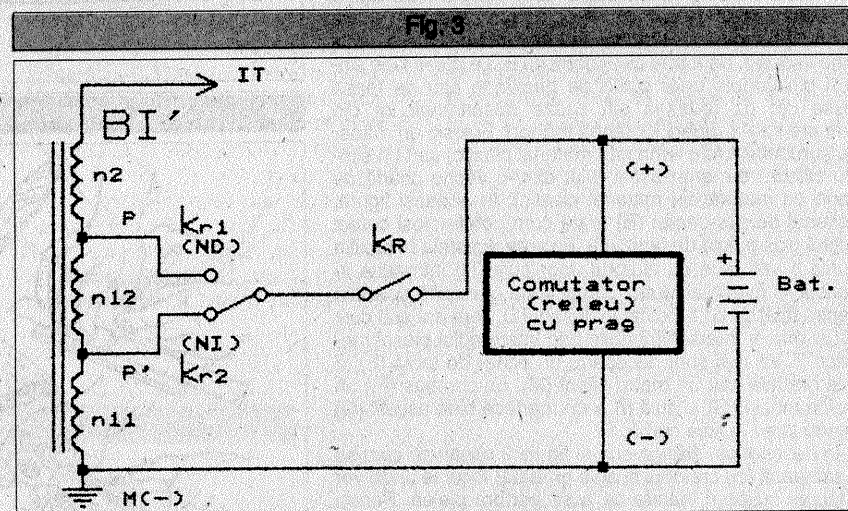 Fig. 3
IT
BI'
n2
P
Kr1
(ND)
KR
(+)
n12
Comutator
(releu)
cu prag
+
Bat.
-
(NI)
P'
Kr2
n11
(-)
M(-)